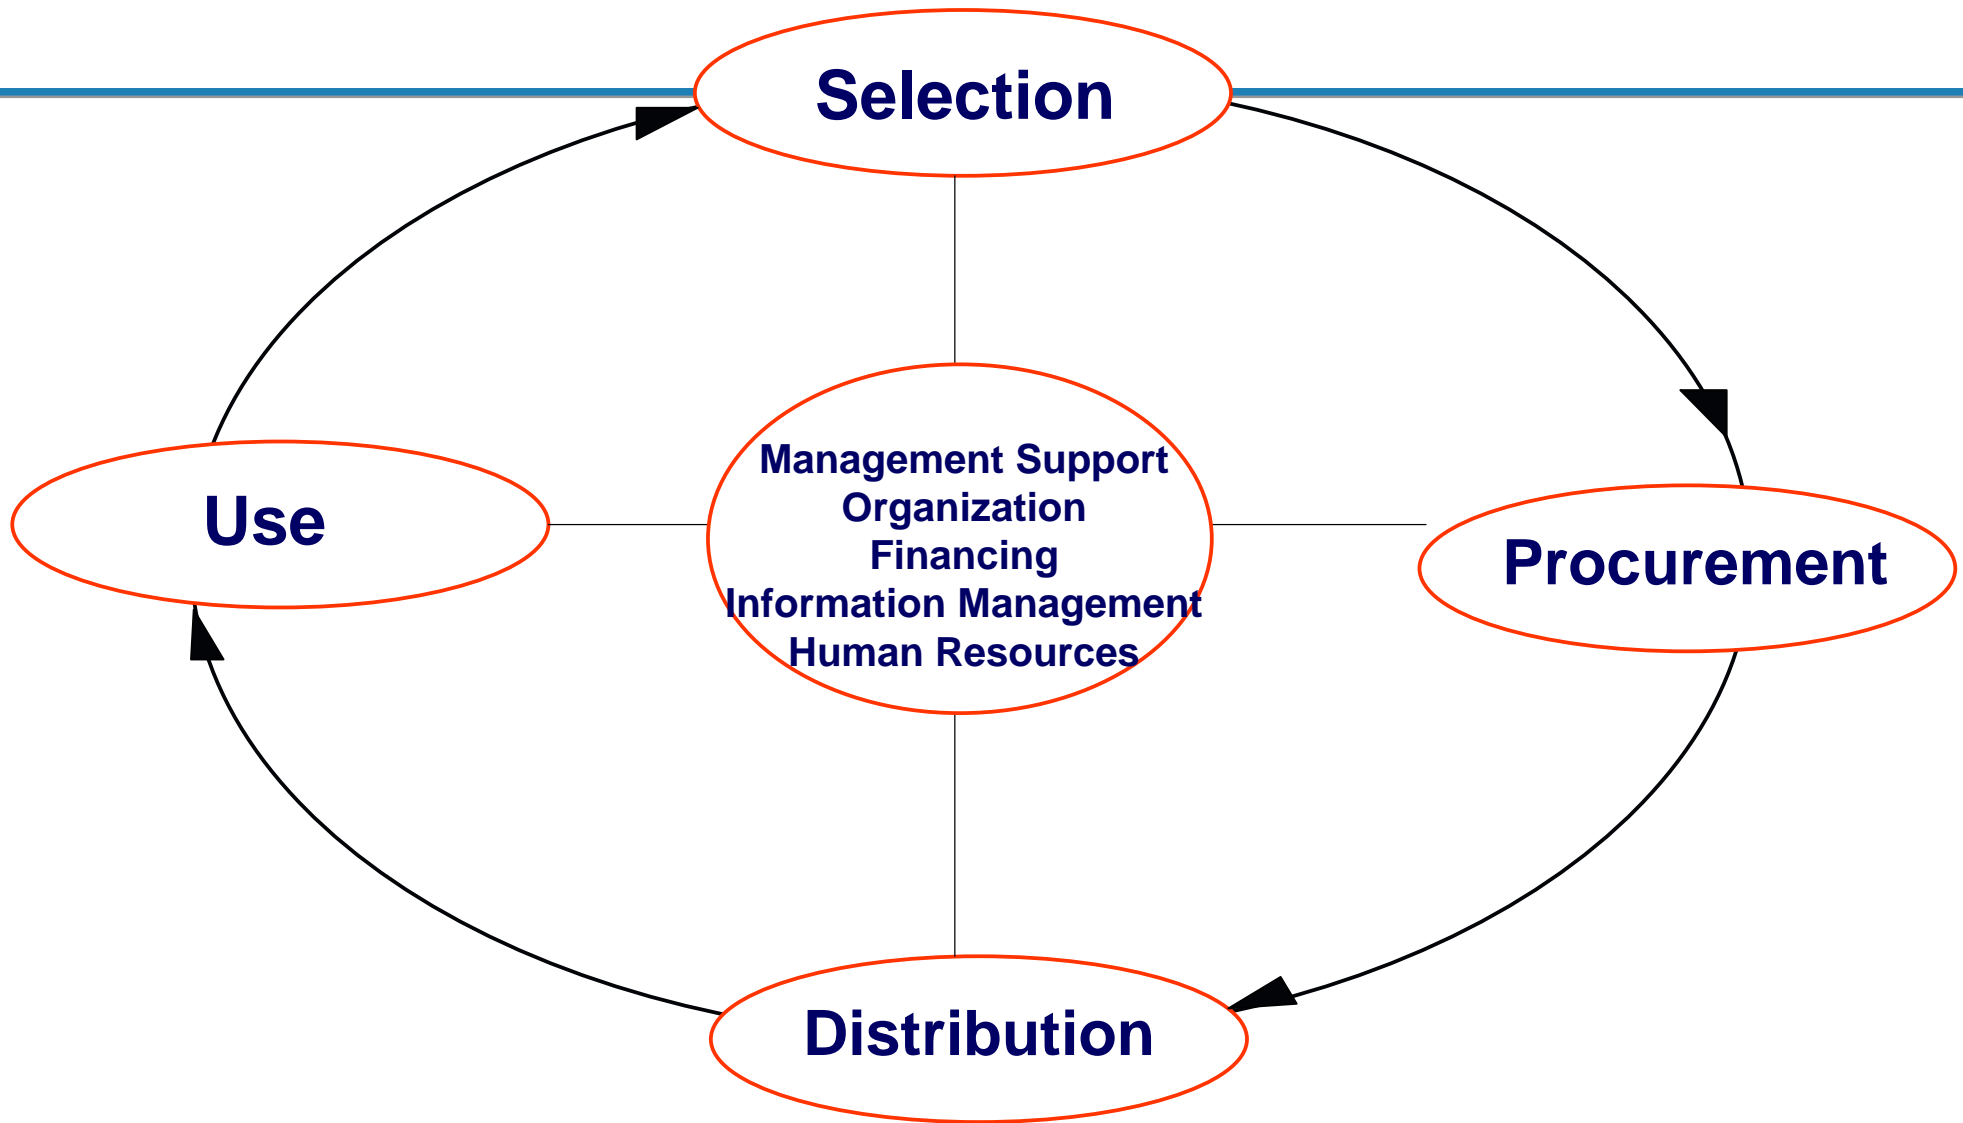 Selection
Management Support
Organization
Financing
Information Management
Human Resources
Use
Procurement
Distribution